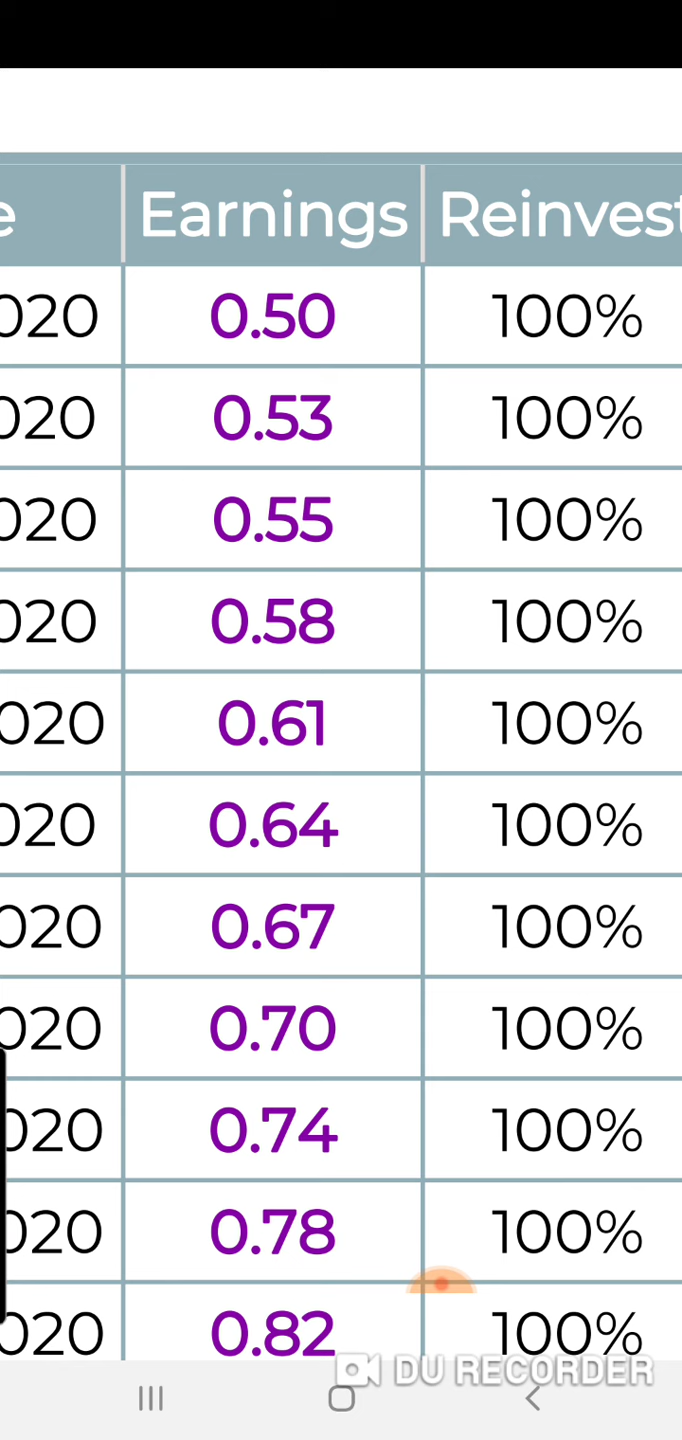 e Earnings Reinvest
020 0.50 100%
020 0.53 100%
020 0.55 100%
020 0.58 100%
020 0.61 100%
020 0.64 100%
020 0.67 100%
020 0.70 100%
020 0.74 100%
020 0.78 100%
020 0.82 100%
DU RECORDER